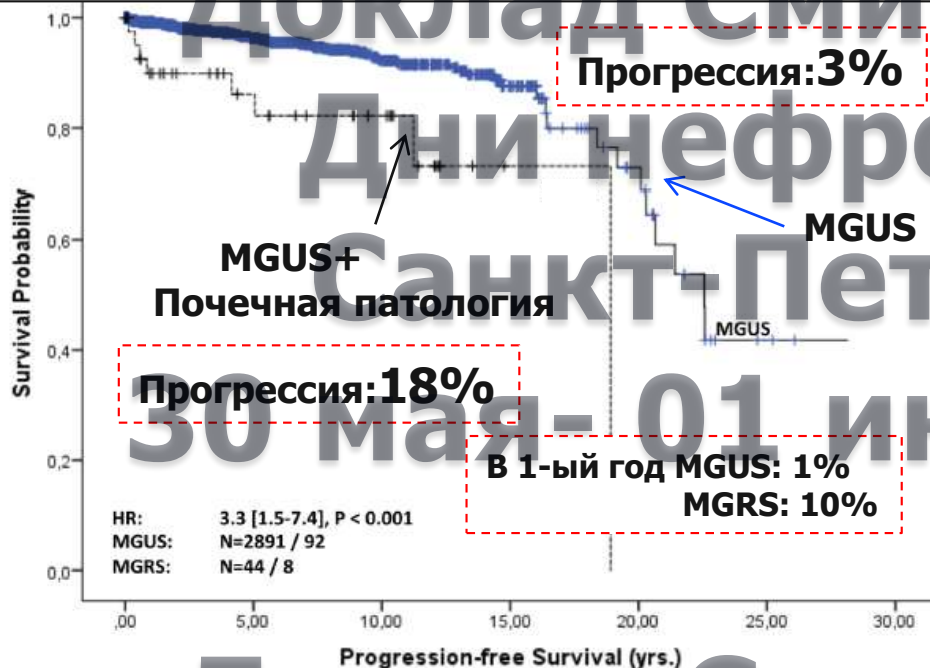 Доклад Сми
1,0
Прогрессия:3%
Дни нефро
0,8
MGUS
MGUS+
Почечная патология
0,6
Санкт-Пет
Survival Probability
MGUS
0,4
Прогрессия:18%
30 мая- 01 ию
0,2
В 1-ый год MGUS: 1%
MGRS: 10%
HR: 3.3 [1.5-7.4], P < 0.001
MGUS: N=2891 / 92
MGRS: N=44 / 8
0,0
,00 5,00 10,00 15,00 20,00 25,00 30,00
Progression-free Survival (yrs.)